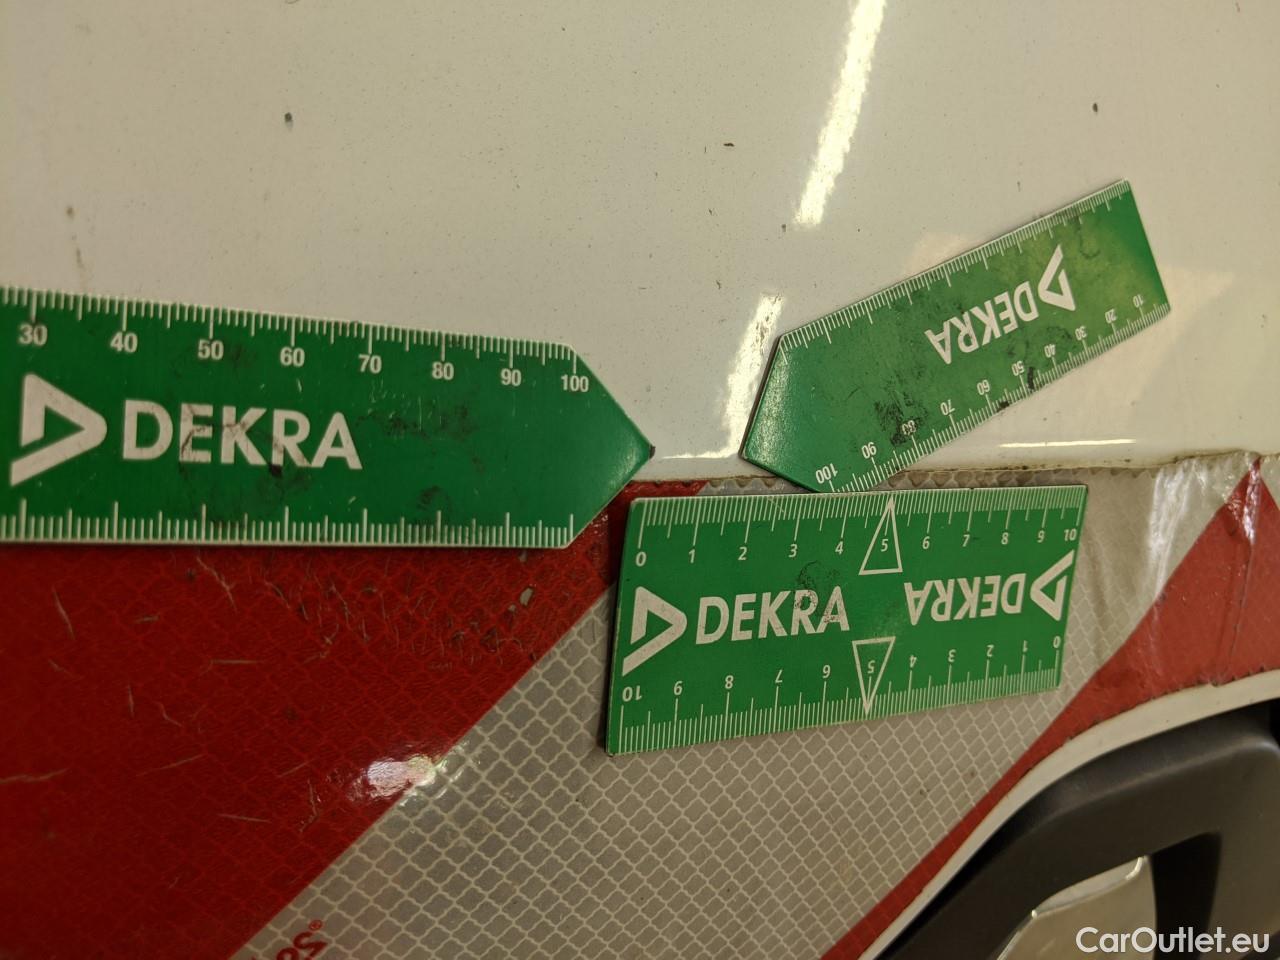 30 40 50 60 70 80 90 100
DEKRA
DEKRA
10 20 30 40 50 60 70 80 90 100
0 1 2 3 4 5 6 7 8 9 10
DEKRA DEKRA
10 9 8 7 6 5 4 3 2 1 0
CarOutlet.eu